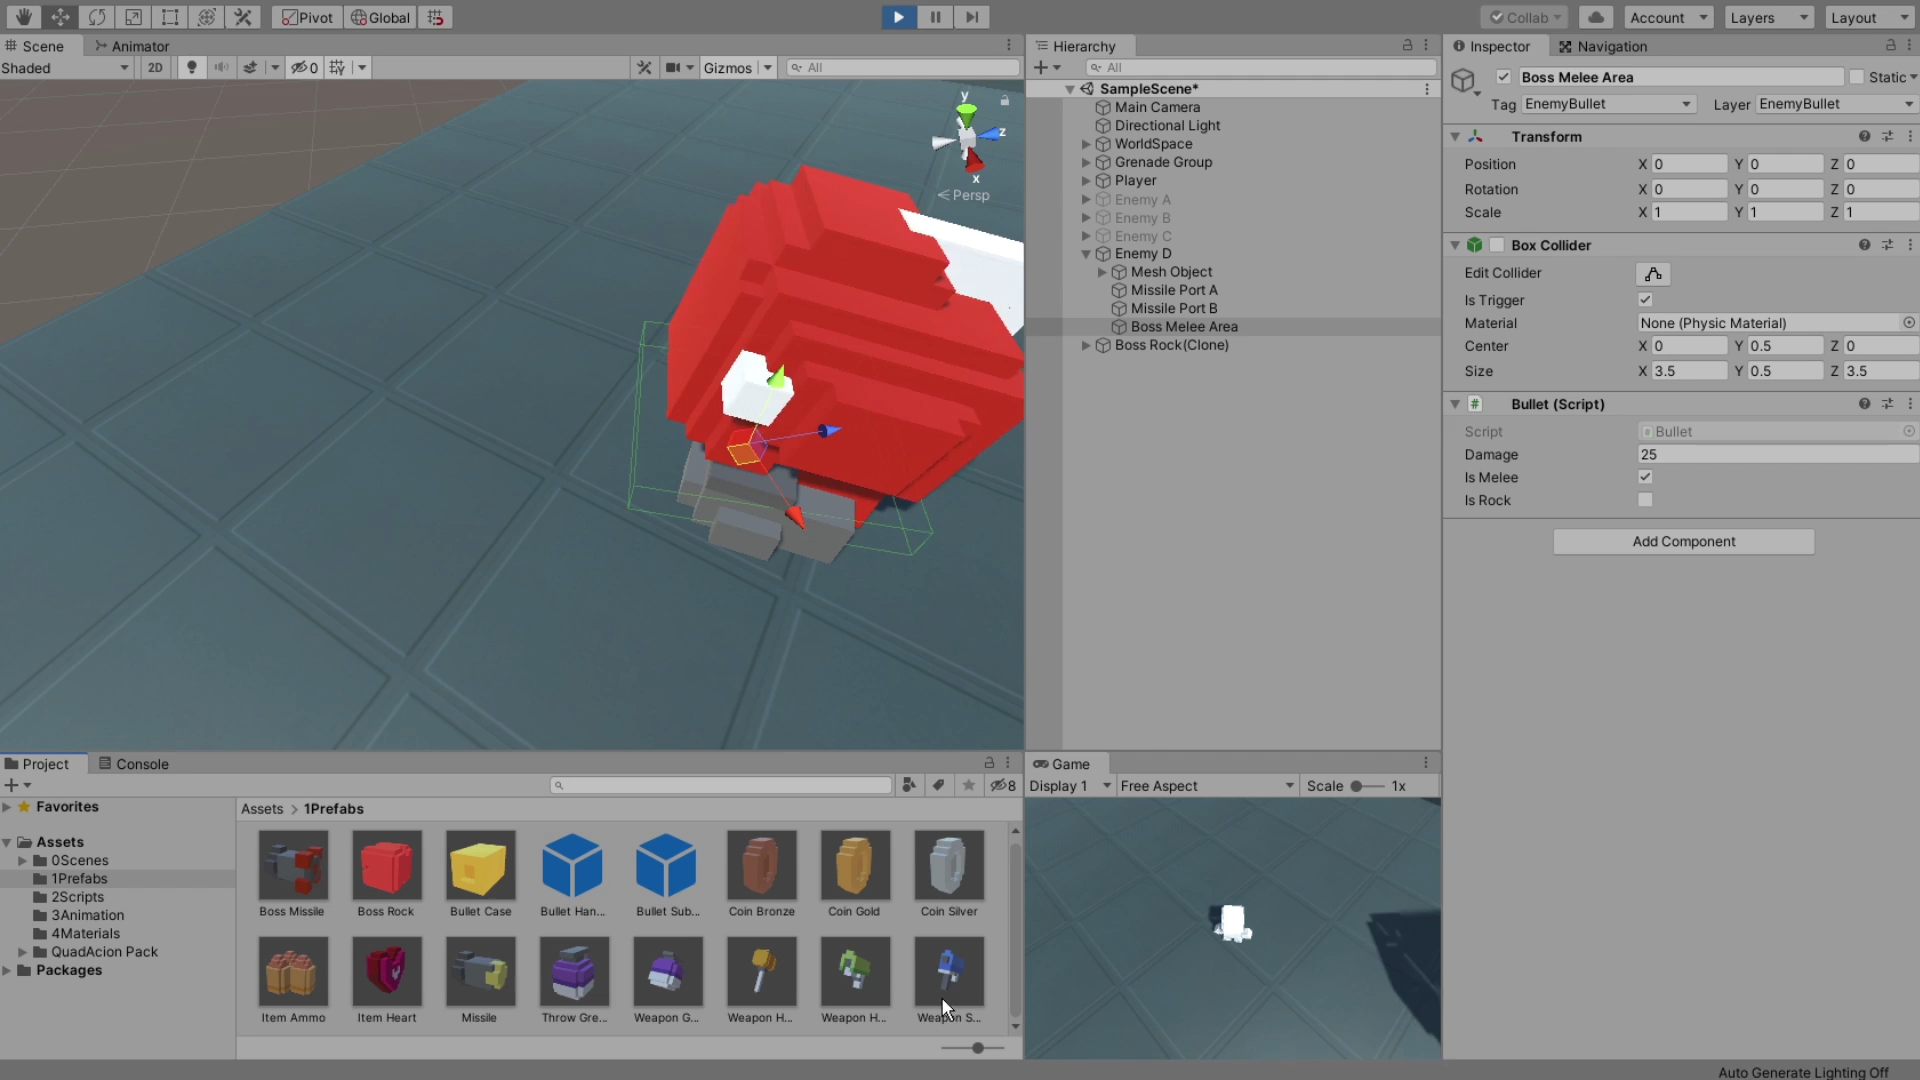 Pivot Global Collab Account Layers Layout
Scene Animator
Shaded 2D 0 Gizmos All
y z x
Persp
Hierarchy
All
SampleScene*
Main Camera
Directional Light
WorldSpace
Grenade Group
Player
Enemy A
Enemy B
Enemy C
Enemy D
Mesh Object
Missile Port A
Missile Port B
Boss Melee Area
Boss Rock(Clone)
Inspector Navigation
Boss Melee Area Static
Tag EnemyBullet Layer EnemyBullet
Transform
Position X 0 Y 0 Z 0
Rotation X 0 Y 0 Z 0
Scale X 1 Y 1 Z 1
Box Collider
Edit Collider
Is Trigger
Material None (Physic Material)
Center X 0 Y 0.5 Z 0
Size X 3.5 Y 0.5 Z 3.5
# Bullet (Script)
Script Bullet
Damage 25
Is Melee
Is Rock
Add Component
Project Console
8
Favorites
Assets
0Scenes
1Prefabs
2Scripts
3Animation
4Materials
QuadAcion Pack
Packages
Assets > 1Prefabs
Boss Missile Boss Rock Bullet Case Bullet Han... Bullet Sub... Coin Bronze Coin Gold Coin Silver
Item Ammo Item Heart Missile Throw Gre... Weapon G... Weapon H... Weapon H... Weapon S...
Game
Display 1 Free Aspect Scale 1x
Auto Generate Lighting Off